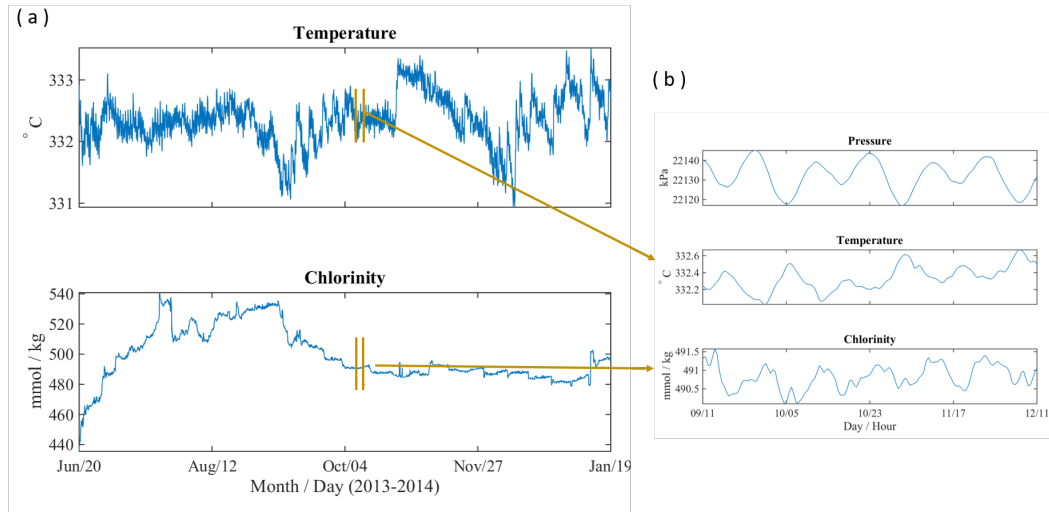 ( a )
Temperature
333
332
331
° C
Chlorinity
540
520
500
480
460
440
mmol / kg
Jun/20 Aug/12 Oct/04 Nov/27 Jan/19
Month / Day (2013-2014)
( b )
Pressure
22140
22130
22120
kPa
Temperature
332.6
332.4
332.2
° C
Chlorinity
491.5
491
490.5
mmol / kg
09/11 10/05 10/23 11/17 12/11
Day / Hour